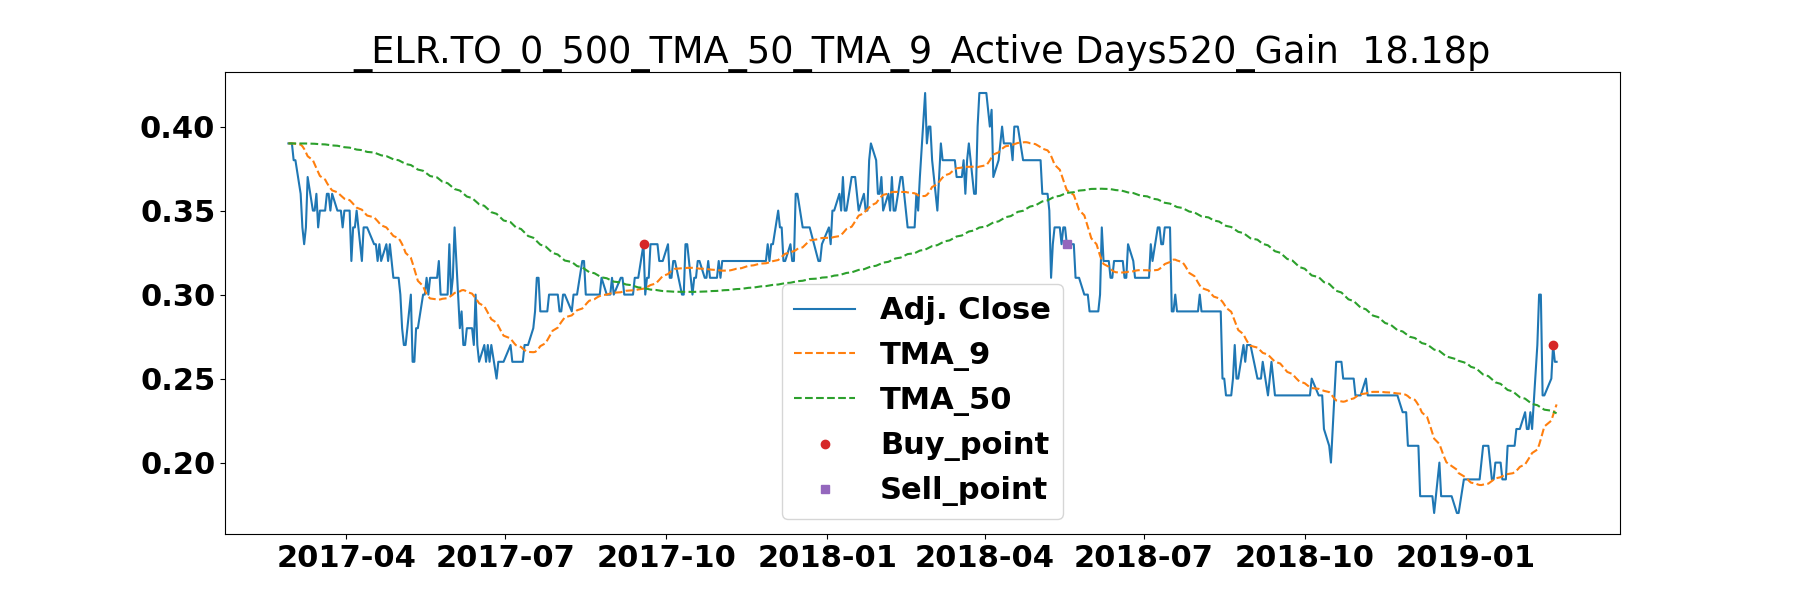 _ELR.TO_0_500_TMA_50_TMA_9_Active Days520_Gain  18.18p
0.40
0.35
0.30
0.25
0.20
Adj. Close
TMA_9
TMA_50
Buy_point
Sell_point
2017-04 2017-07 2017-10 2018-01 2018-04 2018-07 2018-10 2019-01